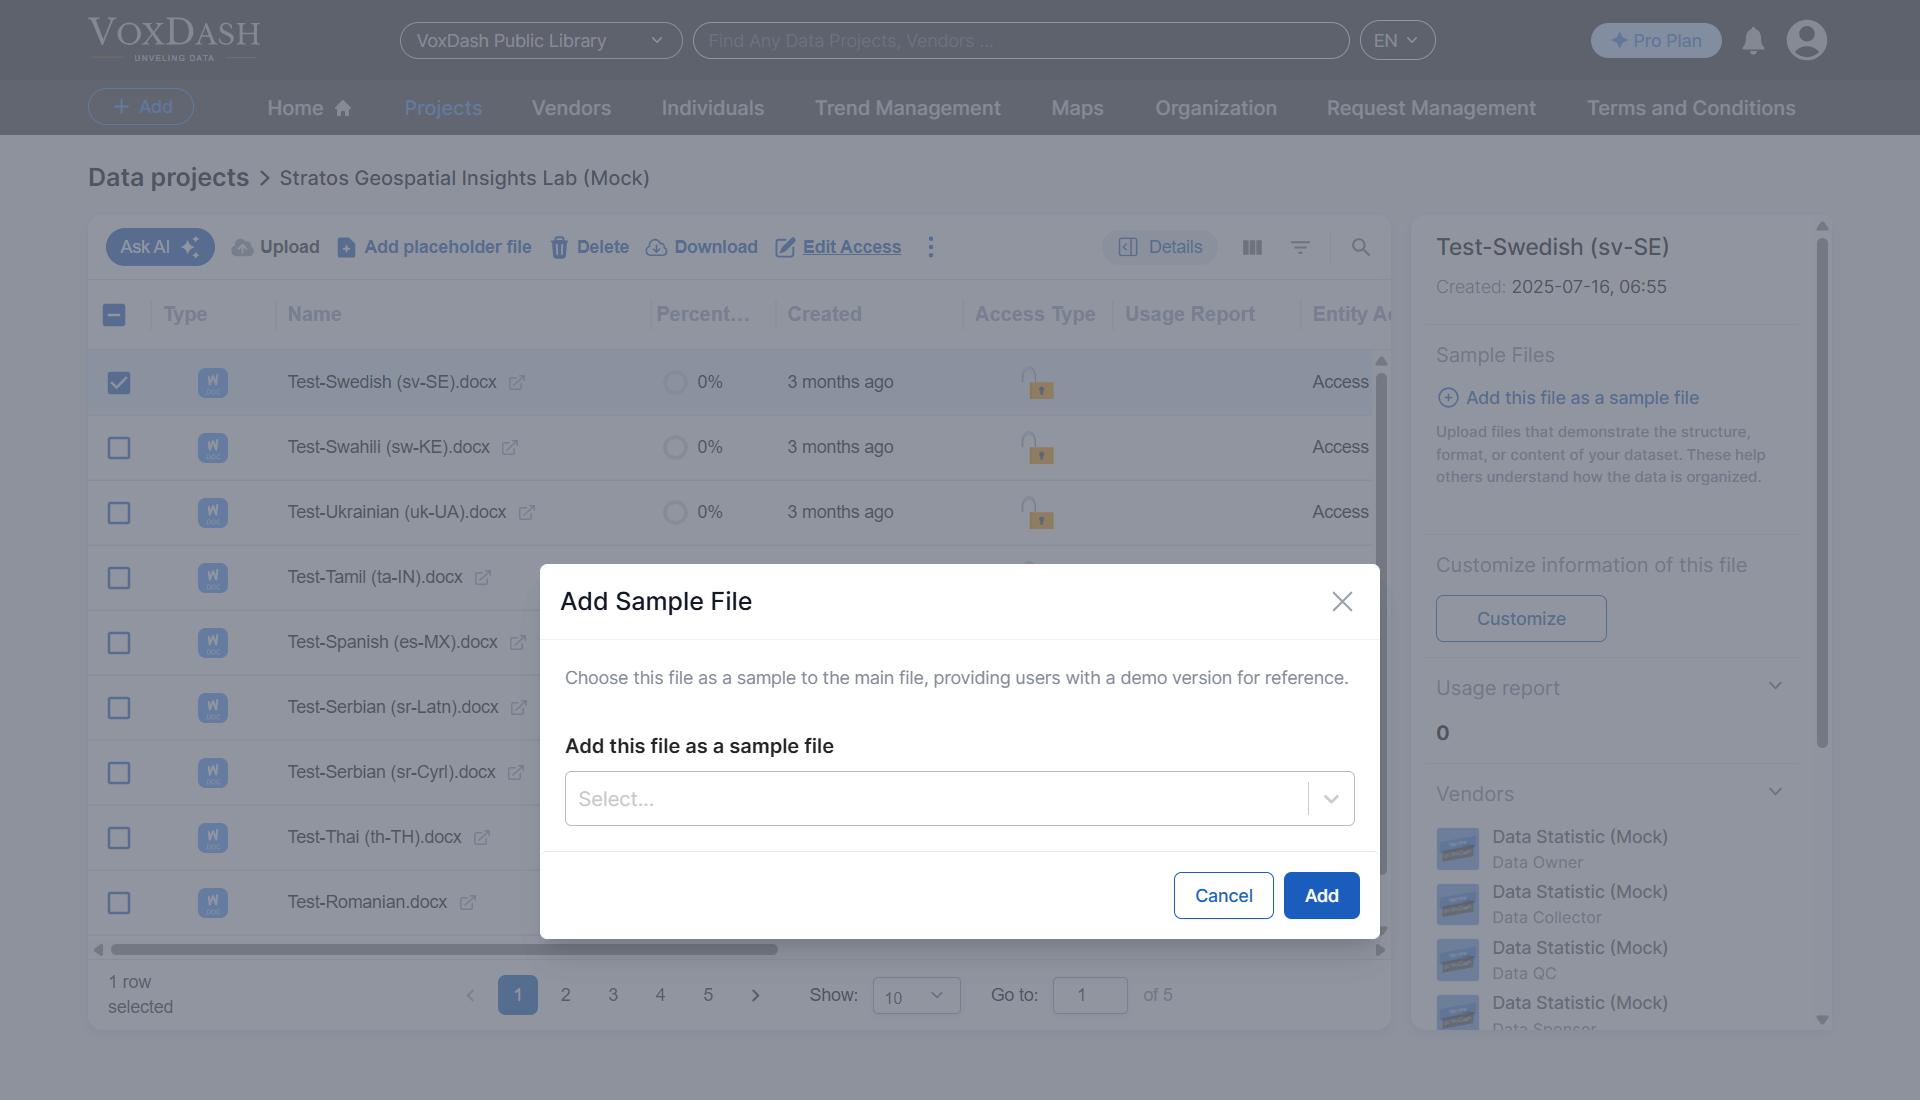 VOXDASH
UNVELING DATA
VoxDash Public Library
Find Any Data Projects, Vendors ...
EN
Pro Plan
Add
Home
Projects
Vendors
Individuals
Trend Management
Maps
Organization
Request Management
Terms and Conditions
Data projects > Stratos Geospatial Insights Lab (Mock)
Ask AI
Upload
Add placeholder file
Delete
Download
Edit Access
Details
Type
Name
Percent...
Created
Access Type
Usage Report
Test-Swedish (sv-SE).docx
0%
3 months ago
Access
Test-Swahili (sw-KE).docx
0%
3 months ago
Access
Test-Ukrainian (uk-UA).docx
0%
3 months ago
Access
Test-Tamil (ta-IN).docx
Test-Spanish (es-MX).docx
Test-Serbian (sr-Latn).docx
Test-Serbian (sr-Cyrl).docx
Test-Thai (th-TH).docx
Test-Romanian.docx
1 row
selected
1
2
3
4
5
Show:
10
Go to:
1
of 5
Add Sample File
Choose this file as a sample to the main file, providing users with a demo version for reference.
Add this file as a sample file
Select...
Cancel
Add
Test-Swedish (sv-SE)
Created: 2025-07-16, 06:55
Sample Files
Add this file as a sample file
Upload files that demonstrate the structure,
format, or content of your dataset. These help
others understand how the data is organized.
Customize information of this file
Customize
Usage report
0
Vendors
Data Statistic (Mock)
Data Owner
Data Statistic (Mock)
Data Collector
Data Statistic (Mock)
Data QC
Data Statistic (Mock)